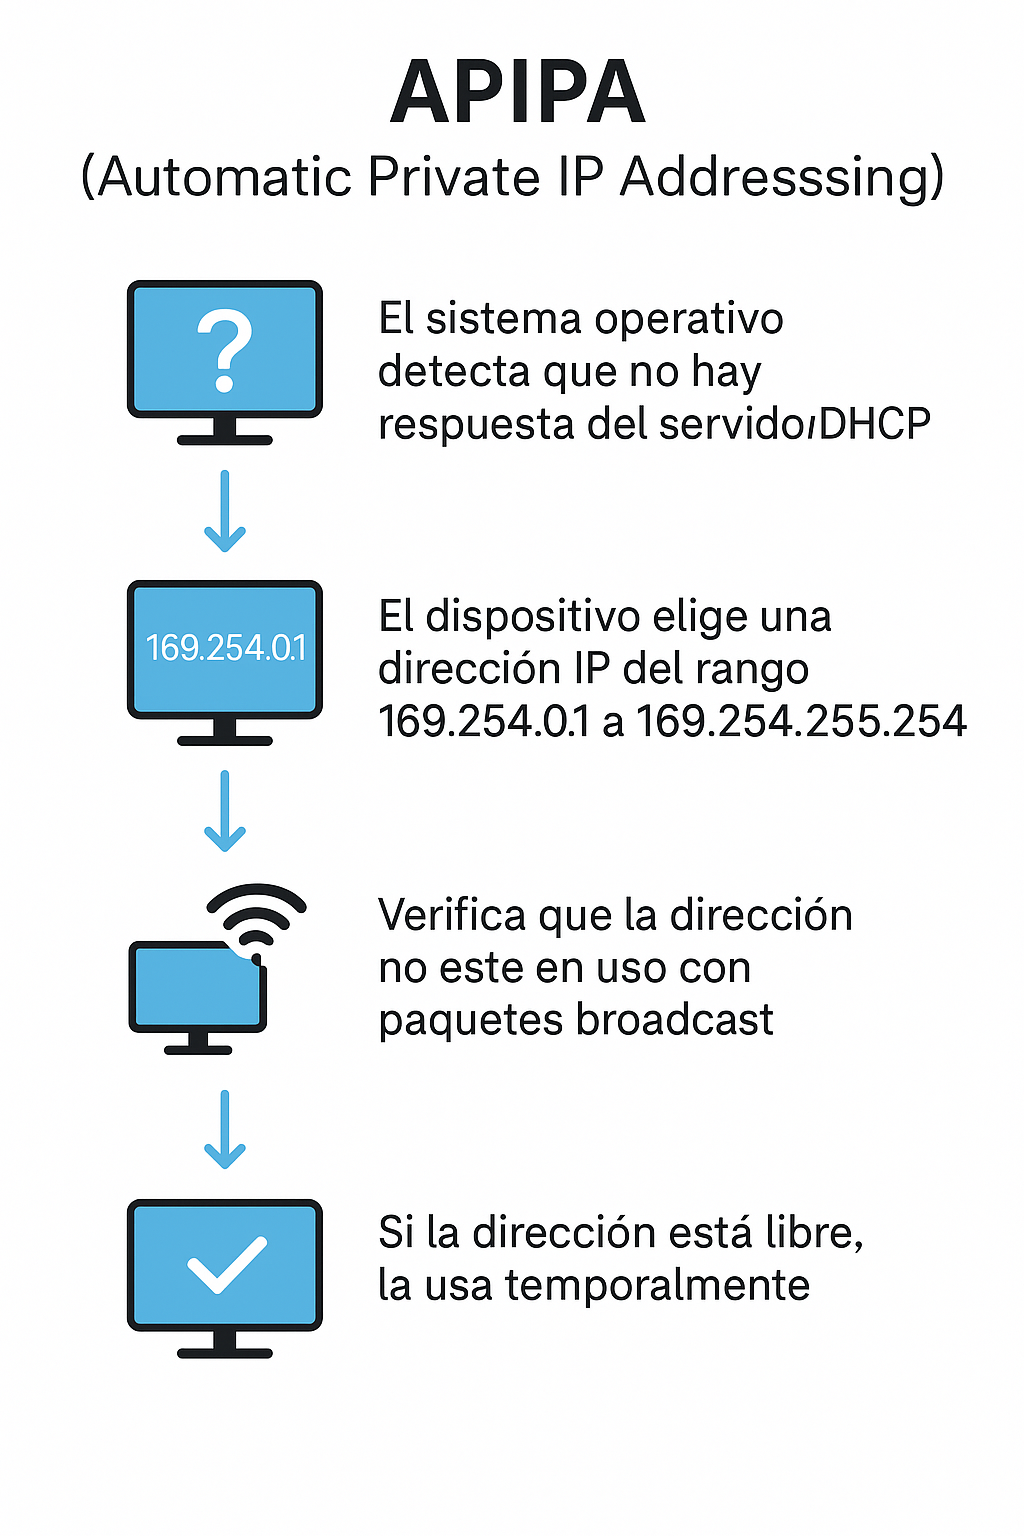 APIPA
(Automatic Private IP Addresssing)
El sistema operativo
detecta que no hay
respuesta del servidor DHCP
169.254.0.1
El dispositivo elige una
dirección IP del rango
169.254.0.1 a 169.254.255.254
Verifica que la dirección
no este en uso con
paquetes broadcast
Si la dirección está libre,
la usa temporalmente